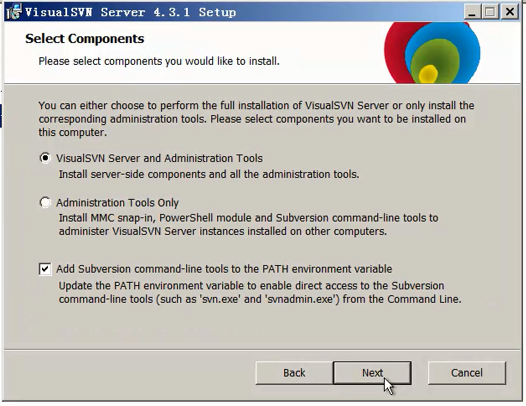 VisualSVN Server 4.3.1 Setup
Select Components
Please select components you would like to install.
You can either choose to perform the full installation of VisualSVN Server or only install the
corresponding administration tools. Please select components you want to be installed on
this computer.
VisualSVN Server and Administration Tools
Install server-side components and all the administration tools.
Administration Tools Only
Install MMC snap-in, PowerShell module and Subversion command-line tools to
administer VisualSVN Server instances installed on other computers.
Add Subversion command-line tools to the PATH environment variable
Update the PATH environment variable to enable direct access to the Subversion
command-line tools (such as 'svn.exe' and 'svnadmin.exe') from the Command Line.
Back Next Cancel